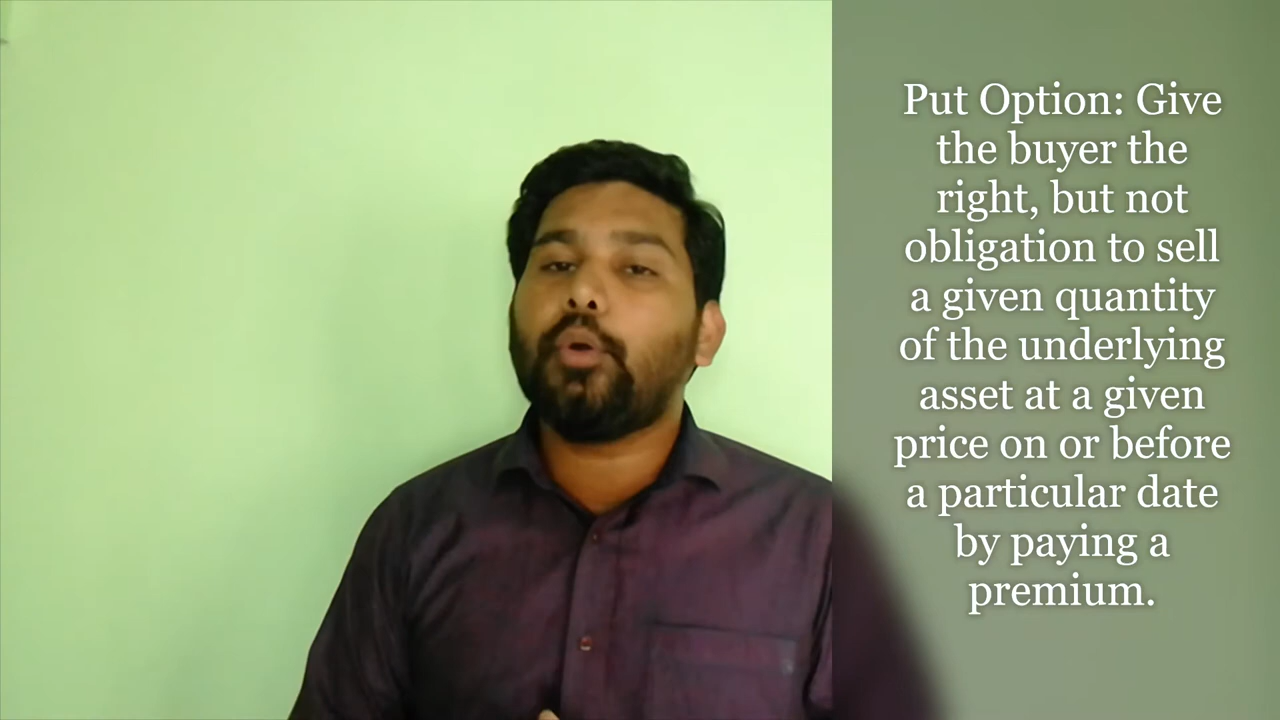 Put Option: Give
the buyer the
right, but not
obligation to sell
a given quantity
of the underlying
asset at a given
price on or before
a particular date
by paying a
premium.